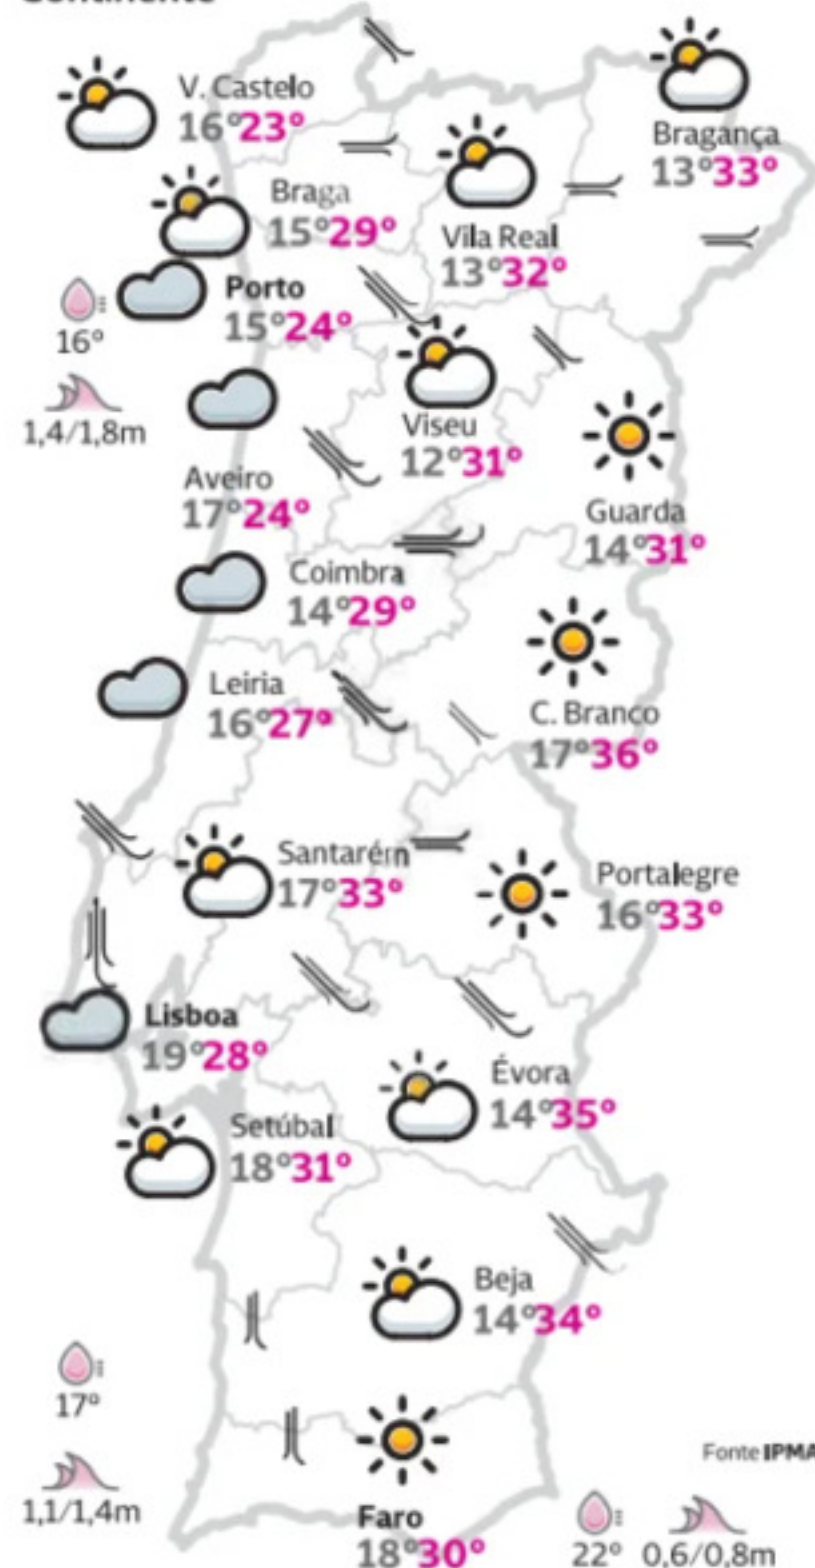 Continente
V. Castelo
16° 23°
Bragança
13° 33°
Braga
15° 29°
Vila Real
13° 32°
Porto
15° 24°
16°
1,4/1,8m
Viseu
12° 31°
Aveiro
17° 24°
Guarda
14° 31°
Coimbra
14° 29°
Leiria
16° 27°
C. Branco
17° 36°
Santarém
17° 33°
Portalegre
16° 33°
Lisboa
19° 28°
Évora
14° 35°
Setúbal
18° 31°
Beja
14° 34°
17°
1,1/1,4m
Fonte IPMA
Faro
18° 30°
22° 0,6/0,8m